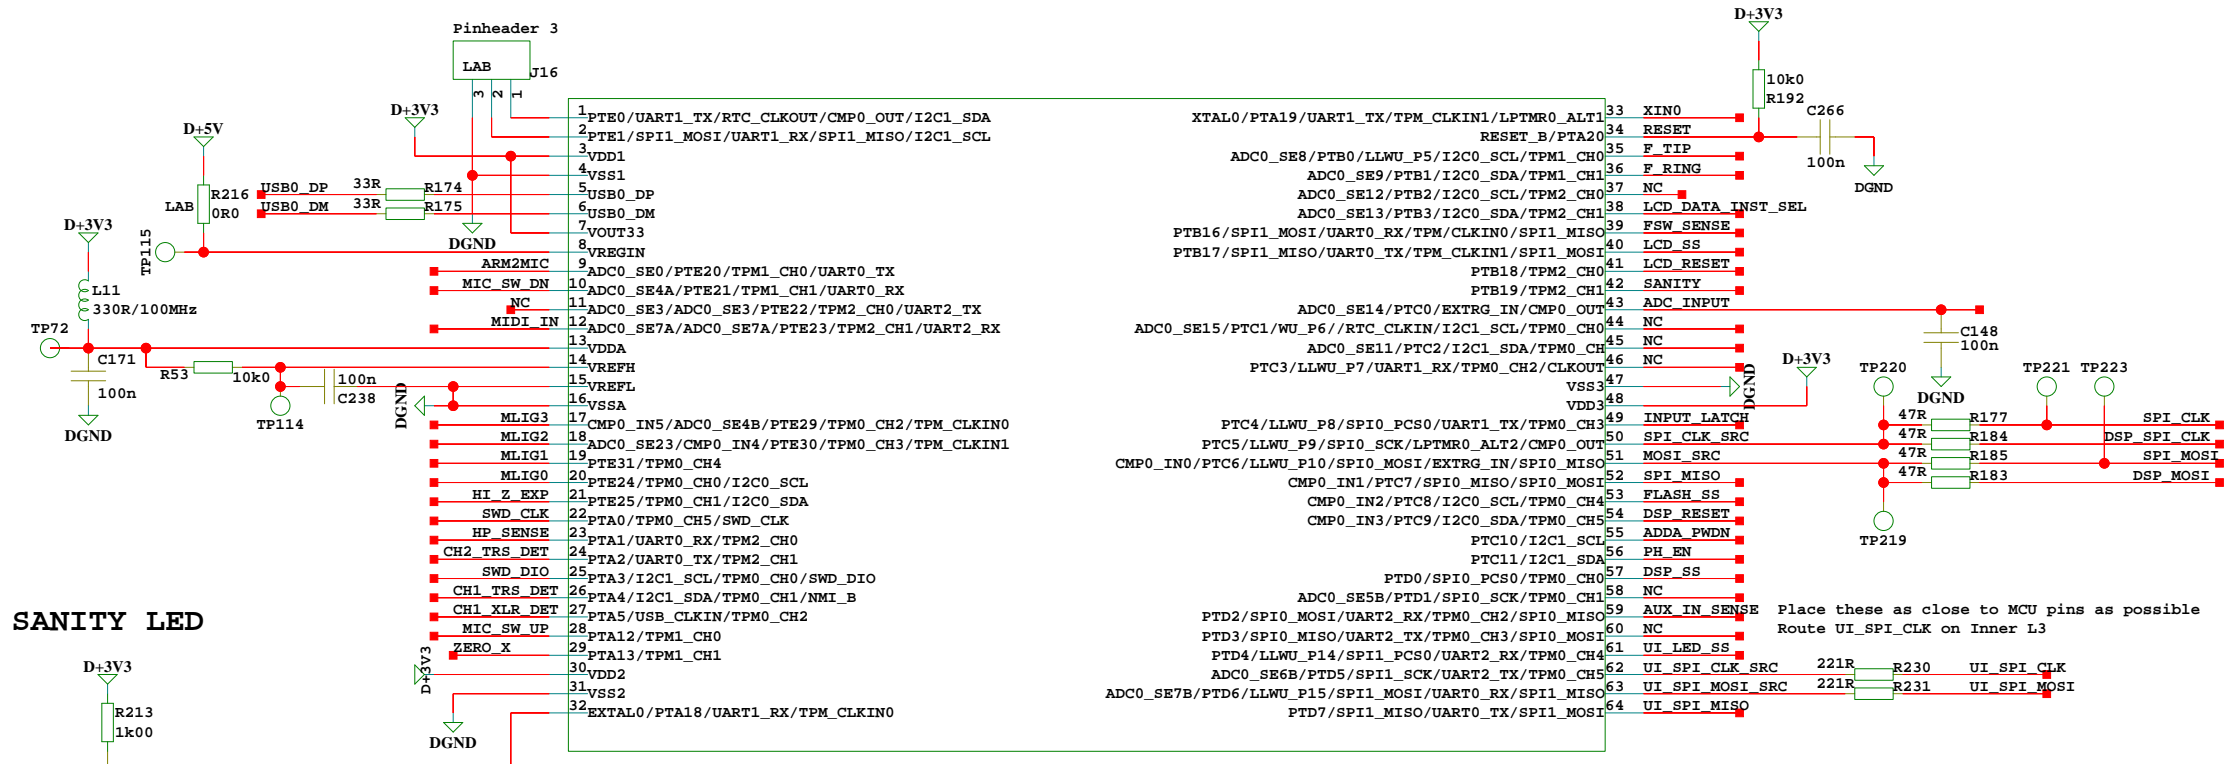 Pinheader 3
LAB
J16
3
2
1
D+3V3
D+5V
R216
LAB
0R0
TP115
USB0_DP
33R
R174
USB0_DM
33R
R175
DGND
D+3V3
L11
330R/100MHz
TP72
C171
100n
DGND
R53
10k0
100n
C238
TP114
DGND
ARM2MIC
MIC_SW_DN
NC
MIDI_IN
MLIG3
MLIG2
MLIG1
MLIG0
HI_Z_EXP
SWD_CLK
HP_SENSE
CH2_TRS_DET
SWD_DIO
CH1_TRS_DET
CH1_XLR_DET
MIC_SW_UP
ZERO_X
D+3V3
DGND
1 PTE0/UART1_TX/RTC_CLKOUT/CMP0_OUT/I2C1_SDA
2 PTE1/SPI1_MOSI/UART1_RX/SPI1_MISO/I2C1_SCL
3 VDD1
4 VSS1
5 USB0_DP
6 USB0_DM
7 VOUT33
8 VREGIN
9 ADC0_SE0/PTE20/TPM1_CH0/UART0_TX
10 ADC0_SE4A/PTE21/TPM1_CH1/UART0_RX
11 ADC0_SE3/ADC0_SE3/PTE22/TPM2_CH0/UART2_TX
12 ADC0_SE7A/ADC0_SE7A/PTE23/TPM2_CH1/UART2_RX
13 VDDA
14 VREFH
15 VREFL
16 VSSA
17 CMP0_IN5/ADC0_SE4B/PTE29/TPM0_CH2/TPM_CLKIN0
18 ADC0_SE23/CMP0_IN4/PTE30/TPM0_CH3/TPM_CLKIN1
19 PTE31/TPM0_CH4
20 PTE24/TPM0_CH0/I2C0_SCL
21 PTE25/TPM0_CH1/I2C0_SDA
22 PTA0/TPM0_CH5/SWD_CLK
23 PTA1/UART0_RX/TPM2_CH0
24 PTA2/UART0_TX/TPM2_CH1
25 PTA3/I2C1_SCL/TPM0_CH0/SWD_DIO
26 PTA4/I2C1_SDA/TPM0_CH1/NMI_B
27 PTA5/USB_CLKIN/TPM0_CH2
28 PTA12/TPM1_CH0
29 PTA13/TPM1_CH1
30 VDD2
31 VSS2
32 EXTAL0/PTA18/UART1_RX/TPM_CLKIN0
XTAL0/PTA19/UART1_TX/TPM_CLKIN1/LPTMR0_ALT1 33 XIN0
RESET_B/PTA20 34 RESET
ADC0_SE8/PTB0/LLWU_P5/I2C0_SCL/TPM1_CH0 35 F_TIP
ADC0_SE9/PTB1/I2C0_SDA/TPM1_CH1 36 F_RING
ADC0_SE12/PTB2/I2C0_SCL/TPM2_CH0 37 NC
ADC0_SE13/PTB3/I2C0_SDA/TPM2_CH1 38 LCD_DATA_INST_SEL
PTB16/SPI1_MOSI/UART0_RX/TPM/CLKIN0/SPI1_MISO 39 FSW_SENSE
PTB17/SPI1_MISO/UART0_TX/TPM_CLKIN1/SPI1_MOSI 40 LCD_SS
PTB18/TPM2_CH0 41 LCD_RESET
PTB19/TPM2_CH1 42 SANITY
ADC0_SE14/PTC0/EXTRG_IN/CMP0_OUT 43 ADC_INPUT
ADC0_SE15/PTC1/WU_P6//RTC_CLKIN/I2C1_SCL/TPM0_CH0 44 NC
ADC0_SE11/PTC2/I2C1_SDA/TPM0_CH 45 NC
PTC3/LLWU_P7/UART1_RX/TPM0_CH2/CLKOUT 46 NC
VSS3 47
VDD3 48
PTC4/LLWU_P8/SPI0_PCS0/UART1_TX/TPM0_CH3 49 INPUT_LATCH
PTC5/LLWU_P9/SPI0_SCK/LPTMR0_ALT2/CMP0_OUT 50 SPI_CLK_SRC
CMP0_IN0/PTC6/LLWU_P10/SPI0_MOSI/EXTRG_IN/SPI0_MISO 51 MOSI_SRC
CMP0_IN1/PTC7/SPI0_MISO/SPI0_MOSI 52 SPI_MISO
CMP0_IN2/PTC8/I2C0_SCL/TPM0_CH4 53 FLASH_SS
CMP0_IN3/PTC9/I2C0_SDA/TPM0_CH5 54 DSP_RESET
PTC10/I2C1_SCL 55 ADDA_PWDN
PTC11/I2C1_SDA 56 PH_EN
PTD0/SPI0_PCS0/TPM0_CH0 57 DSP_SS
ADC0_SE5B/PTD1/SPI0_SCK/TPM0_CH1 58 NC
PTD2/SPI0_MOSI/UART2_RX/TPM0_CH2/SPI0_MISO 59 AUX_IN_SENSE
PTD3/SPI0_MISO/UART2_TX/TPM0_CH3/SPI0_MOSI 60 NC
PTD4/LLWU_P14/SPI1_PCS0/UART2_RX/TPM0_CH4 61 UI_LED_SS
ADC0_SE6B/PTD5/SPI1_SCK/UART2_TX/TPM0_CH5 62 UI_SPI_CLK_SRC
ADC0_SE7B/PTD6/LLWU_P15/SPI1_MOSI/UART0_RX/SPI1_MISO 63 UI_SPI_MOSI_SRC
PTD7/SPI1_MISO/UART0_TX/SPI1_MOSI 64 UI_SPI_MISO
D+3V3
10k0
R192
C266
100n
DGND
C148
100n
DGND
D+3V3
DGND
TP220
TP221
TP223
47R R177 SPI_CLK
47R R184 DSP_SPI_CLK
47R R185 SPI_MOSI
47R R183 DSP_MOSI
TP219
Place these as close to MCU pins as possible
Route UI_SPI_CLK on Inner L3
221R R230 UI_SPI_CLK
221R R231 UI_SPI_MOSI
SANITY LED
D+3V3
R213
1k00